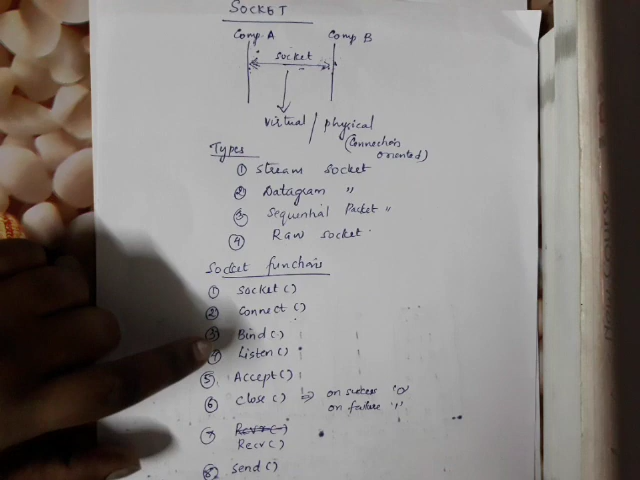 SOCKET
Comp. A Comp B
socket
virtual / physical
(connection
oriented)
Types
① Stream socket
② Datagram "
③ Sequential Packet "
④ Raw socket
Socket functions
① Socket ()
② Connect ()
③ Bind ()
④ Listen ()
⑤ Accept ()
⑥ Close () ⇒ on success '0'
on failure '1'
⑦
Recv ()
⑧ Send ()